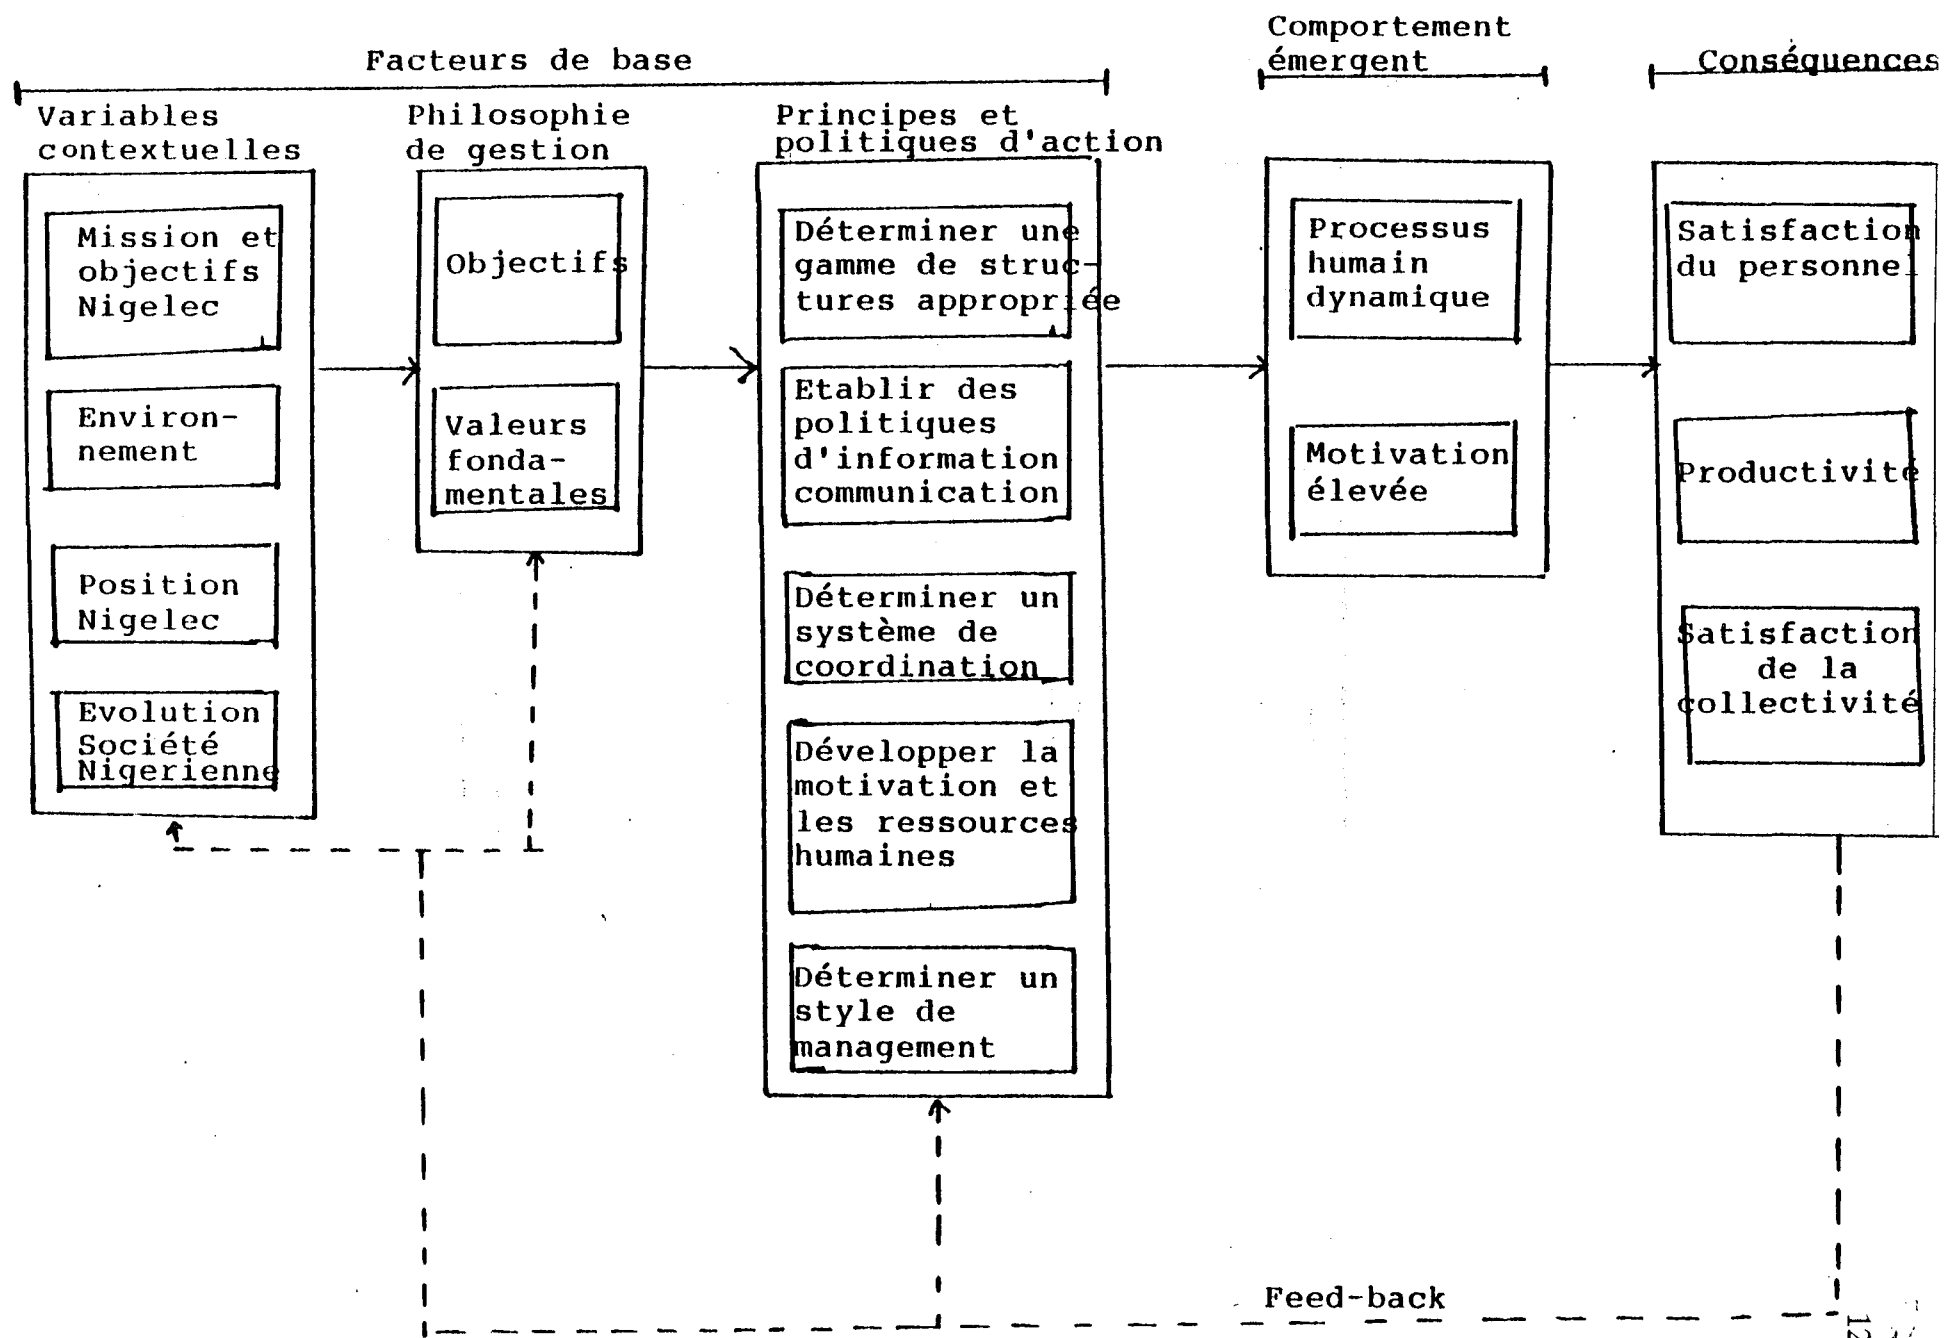 Facteurs de base
Comportement
émergent
Conséquences
Variables
contextuelles
Philosophie
de gestion
Principes et
politiques d'action
Mission et
objectifs
Nigelec
Environ-
nement
Position
Nigelec
Evolution
Société
Nigerienne
Objectifs
Valeurs
fonda-
mentales
Déterminer une
gamme de struc-
tures appropriée
Etablir des
politiques
d'information
communication
Déterminer un
système de
coordination
Développer la
motivation et
les ressources
humaines
Déterminer un
style de
management
Processus
humain
dynamique
Motivation
élevée
Satisfaction
du personnel
Productivité
Satisfaction
de la
collectivité
Feed-back